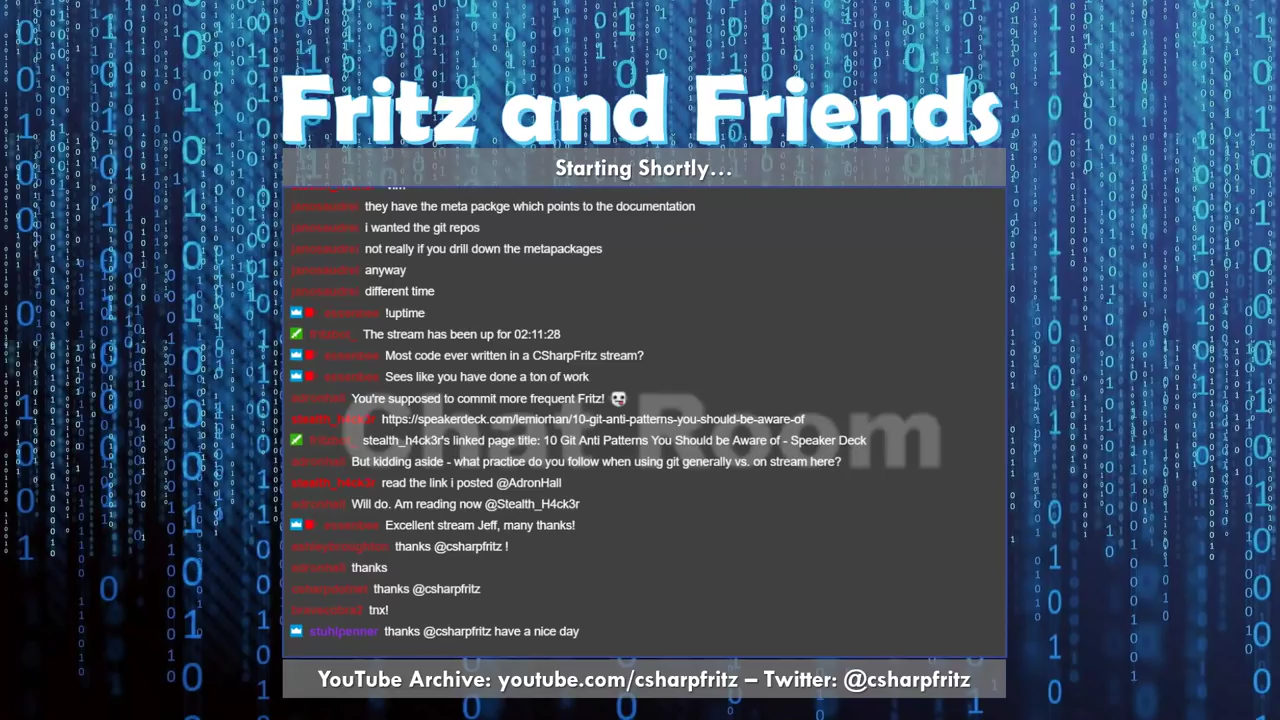 Fritz and Friends
Starting Shortly...
they have the meta packge which points to the documentation
i wanted the git repos
not really if you drill down the metapackages
anyway
different time
!uptime
The stream has been up for 02:11:28
Most code ever written in a CSharpFritz stream?
Sees like you have done a ton of work
You're supposed to commit more frequent Fritz!
stealth_h4ck3r https://speakerdeck.com/lemiorhan/10-git-anti-patterns-you-should-be-aware-of
stealth_h4ck3r's linked page title: 10 Git Anti Patterns You Should be Aware of - Speaker Deck
But kidding aside - what practice do you follow when using git generally vs. on stream here?
stealth_h4ck3r read the link i posted @AdronHall
Will do. Am reading now @Stealth_H4ck3r
Excellent stream Jeff, many thanks!
thanks @csharpfritz !
thanks
thanks @csharpfritz
tnx!
stuhlpenner thanks @csharpfritz have a nice day
Chat Room
YouTube Archive: youtube.com/csharpfritz – Twitter: @csharpfritz